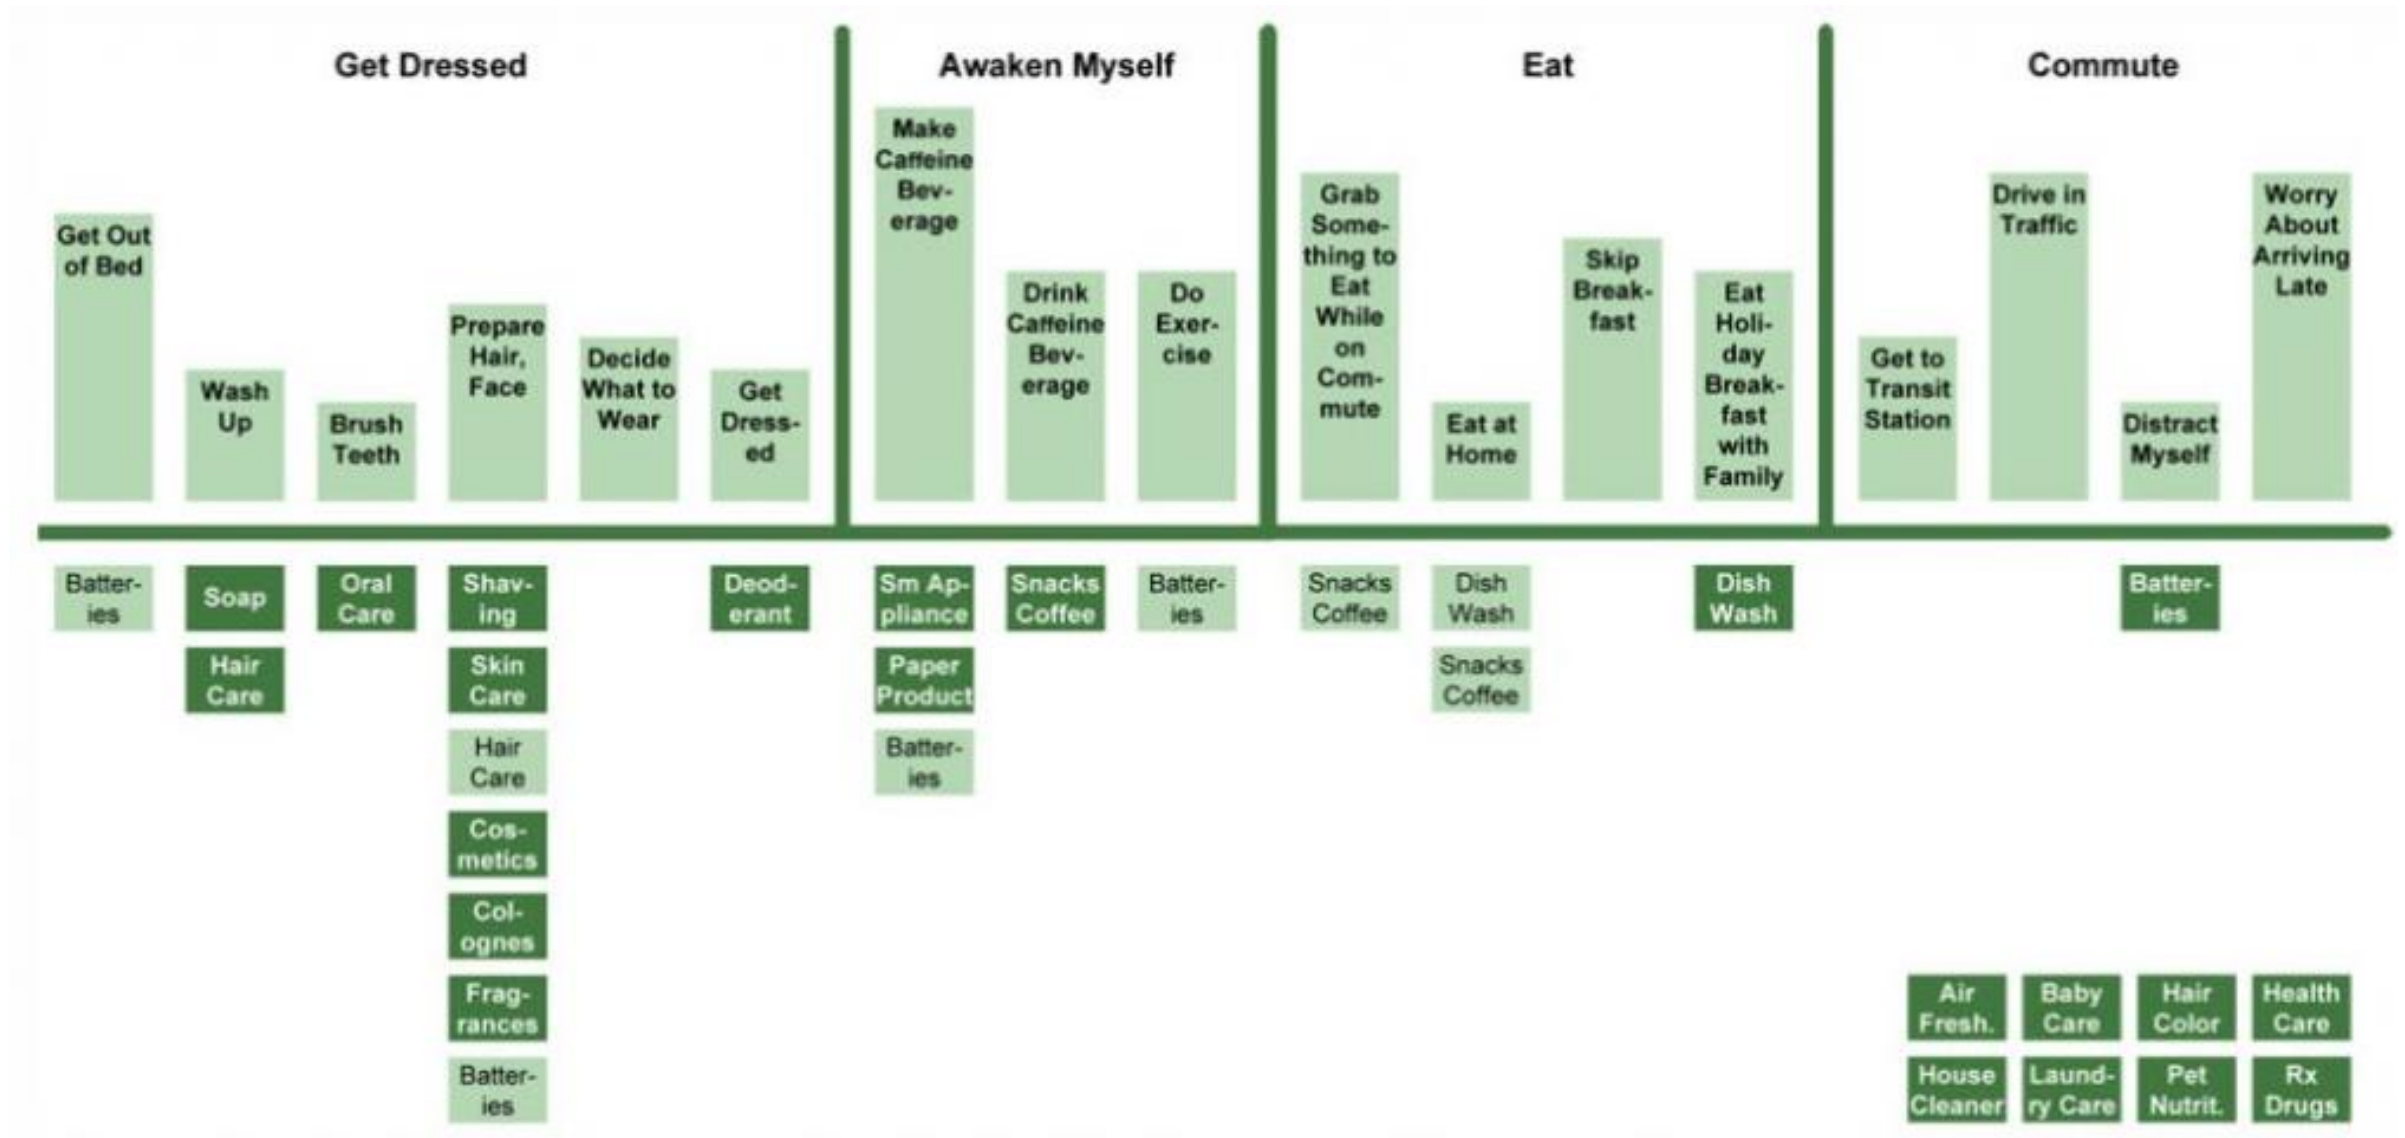 Get Dressed
Awaken Myself
Eat
Commute
Get Out
of Bed
Wash
Up
Brush
Teeth
Prepare
Hair,
Face
Decide
What to
Wear
Get
Dress-
ed
Make
Caffeine
Bev-
erage
Drink
Caffeine
Bev-
erage
Do
Exer-
cise
Grab
Some-
thing to
Eat
While
on
Com-
mute
Eat at
Home
Skip
Break-
fast
Eat
Holi-
day
Break-
fast
with
Family
Get to
Transit
Station
Drive in
Traffic
Distract
Myself
Worry
About
Arriving
Late
Batter-
ies
Soap
Hair
Care
Oral
Care
Shav-
ing
Skin
Care
Hair
Care
Cos-
metics
Col-
ognes
Frag-
rances
Batter-
ies
Deod-
erant
Sm Ap-
pliance
Paper
Product
Batter-
ies
Snacks
Coffee
Batter-
ies
Snacks
Coffee
Dish
Wash
Snacks
Coffee
Dish
Wash
Batter-
ies
Air
Fresh.
Baby
Care
Hair
Color
Health
Care
House
Cleaner
Laund-
ry Care
Pet
Nutrit.
Rx
Drugs